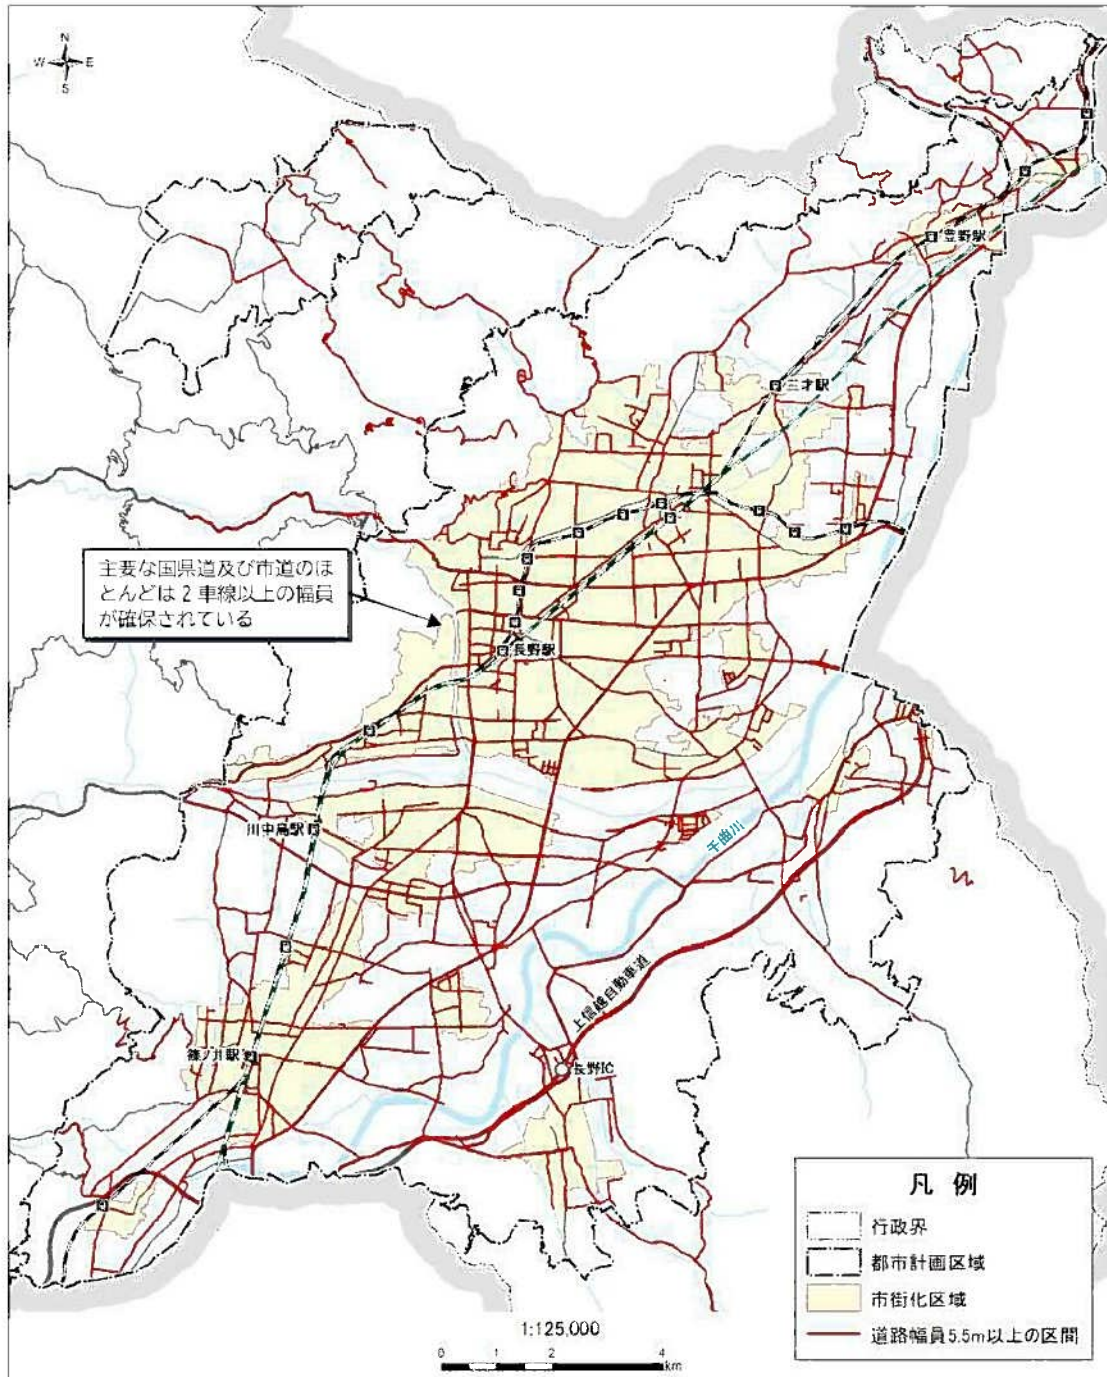 N
W E
S
豊野駅
三才駅
主要な国県道及び市道のほ
とんどは2車線以上の幅員
が確保されている
長野駅
川中島駅
千曲川
上信越自動車道
篠ノ井駅
長野IC
凡 例
行政界
都市計画区域
市街化区域
道路幅員5.5m以上の区間
1:125,000
0 1 2 4
km